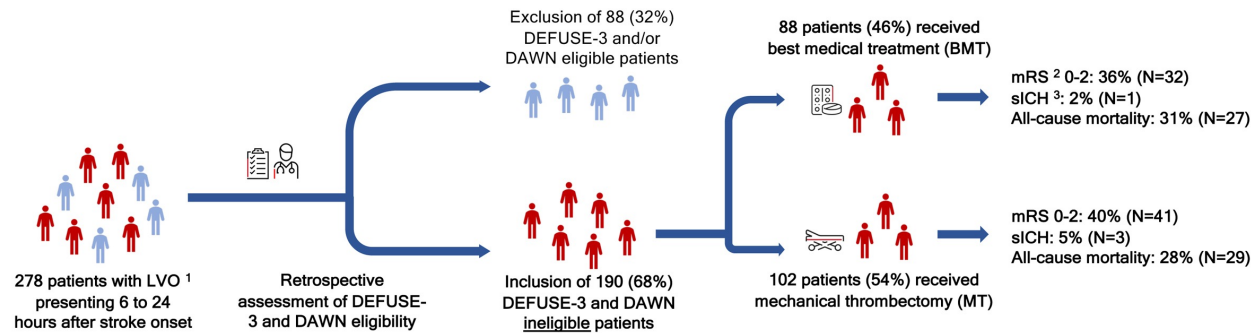 Exclusion of 88 (32%)
DEFUSE-3 and/or
DAWN eligible patients
88 patients (46%) received
best medical treatment (BMT)
mRS ² 0-2: 36% (N=32)
sICH ³: 2% (N=1)
All-cause mortality: 31% (N=27)
278 patients with LVO ¹
presenting 6 to 24
hours after stroke onset
Retrospective
assessment of DEFUSE-
3 and DAWN eligibility
Inclusion of 190 (68%)
DEFUSE-3 and DAWN
ineligible patients
102 patients (54%) received
mechanical thrombectomy (MT)
mRS 0-2: 40% (N=41)
sICH: 5% (N=3)
All-cause mortality: 28% (N=29)